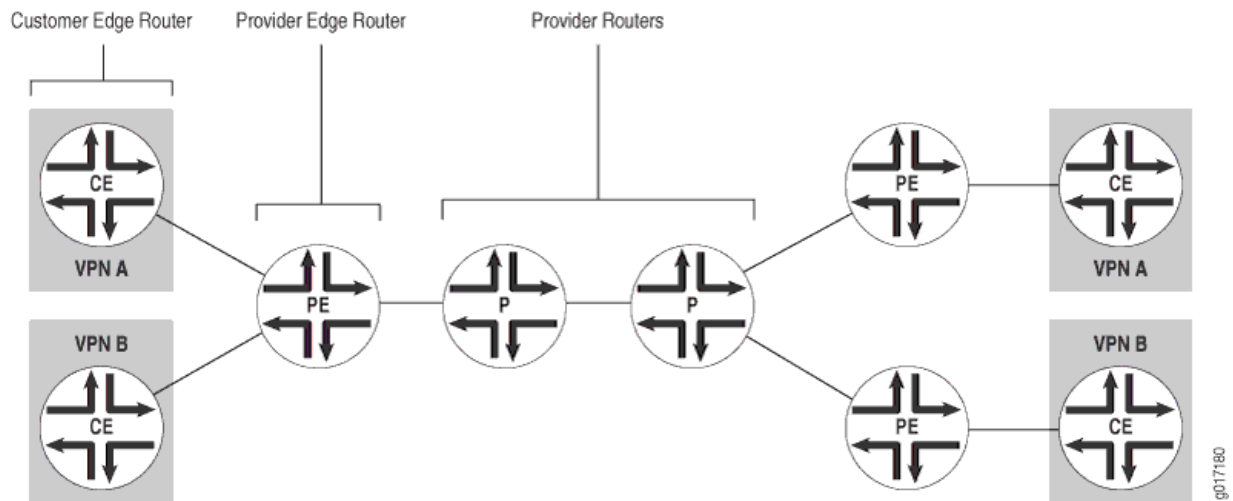 Customer Edge Router
Provider Edge Router
Provider Routers
CE
VPN A
PE
CE
VPN A
PE
P
P
VPN B
CE
PE
VPN B
CE
g017180